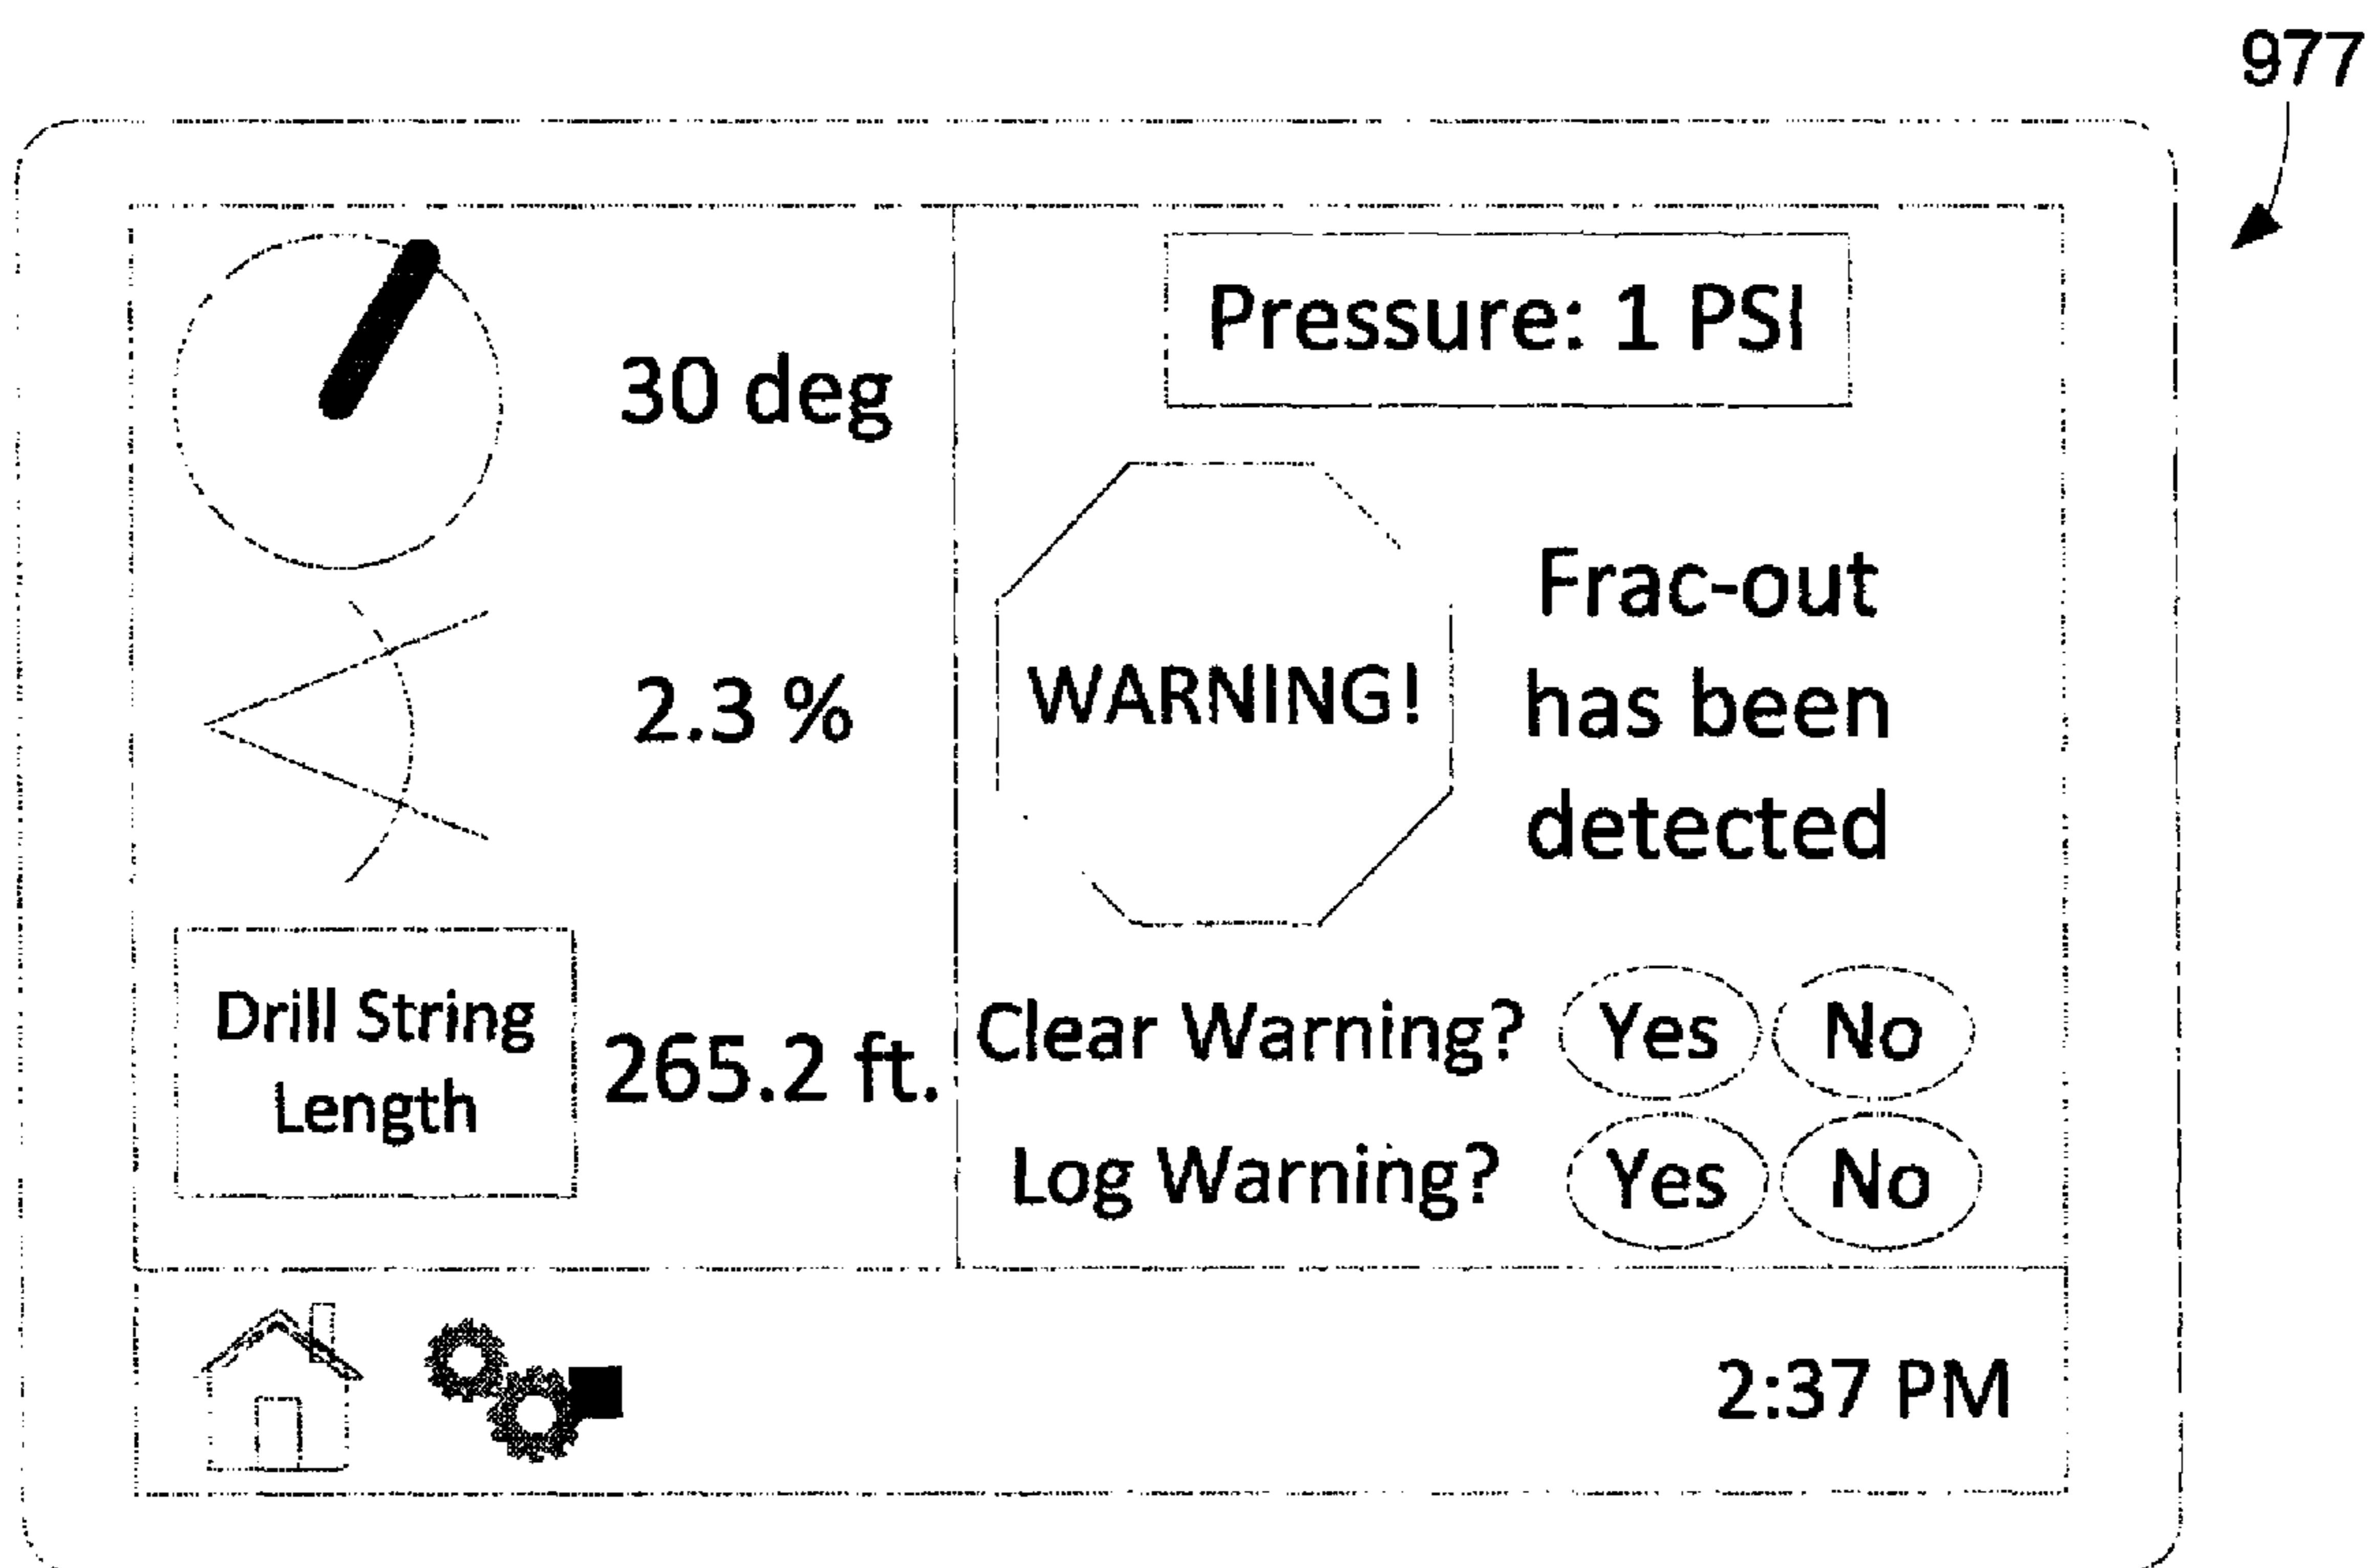 977
30 deg
2.3 %
Drill String
Length
265.2 ft.
Pressure: 1 PSI
WARNING!
Frac-out
has been
detected
Clear Warning? Yes No
Log Warning? Yes No
2:37 PM